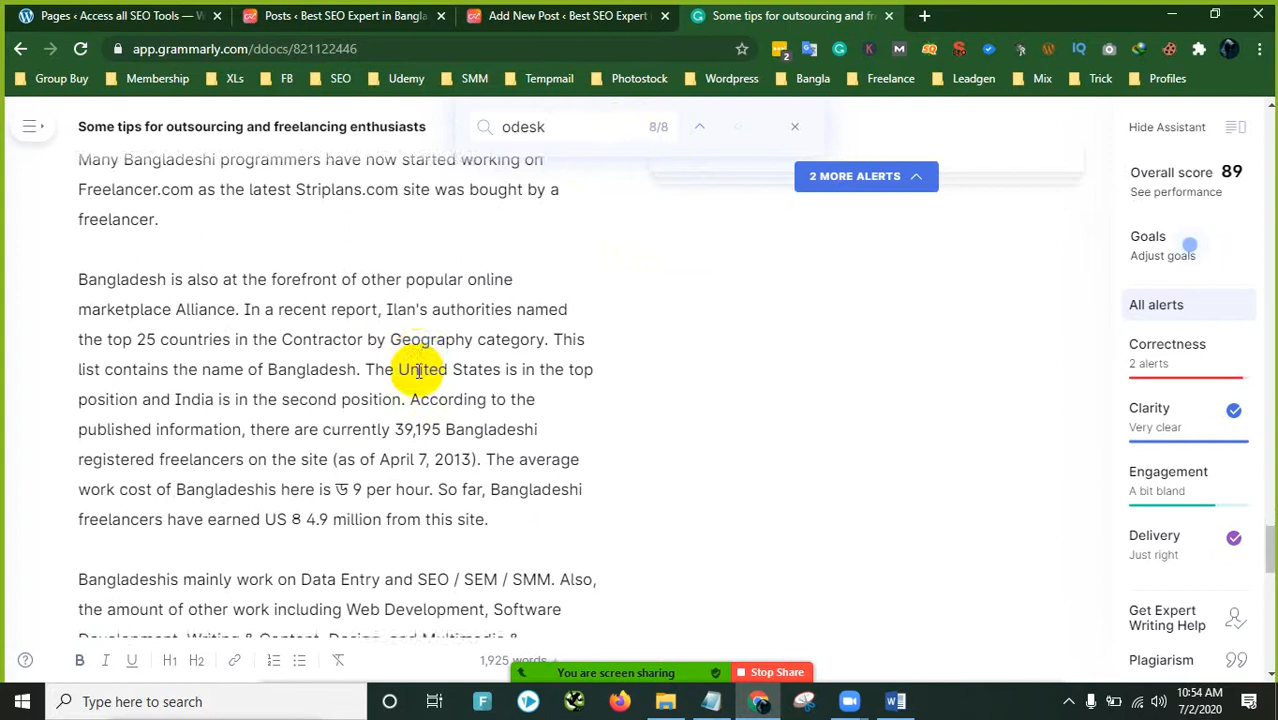 Pages ‹ Access all SEO Tools — W
Posts ‹ Best SEO Expert in Bangla
Add New Post ‹ Best SEO Expert
Some tips for outsourcing and fr
app.grammarly.com/ddocs/821122446
Group Buy
Membership
XLs
FB
SEO
Udemy
SMM
Tempmail
Photostock
Wordpress
Bangla
Freelance
Leadgen
Mix
Trick
Profiles
Some tips for outsourcing and freelancing enthusiasts
odesk
8/8
Hide Assistant
Many Bangladeshi programmers have now started working on
Freelancer.com as the latest Striplans.com site was bought by a
freelancer.
2 MORE ALERTS
Overall score 89
See performance
Goals
Adjust goals
All alerts
Correctness
2 alerts
Clarity
Very clear
Engagement
A bit bland
Delivery
Just right
Get Expert
Writing Help
Plagiarism
Bangladesh is also at the forefront of other popular online
marketplace Alliance. In a recent report, Ilan's authorities named
the top 25 countries in the Contractor by Geography category. This
list contains the name of Bangladesh. The United States is in the top
position and India is in the second position. According to the
published information, there are currently 39,195 Bangladeshi
registered freelancers on the site (as of April 7, 2013). The average
work cost of Bangladeshis here is ড 9 per hour. So far, Bangladeshi
freelancers have earned US 8 4.9 million from this site.
Bangladeshis mainly work on Data Entry and SEO / SEM / SMM. Also,
the amount of other work including Web Development, Software
Development, Writing & Content, Design, and Multimedia &
B I U H1 H2
1,925 words
You are screen sharing
Stop Share
Type here to search
10:54 AM
7/2/2020